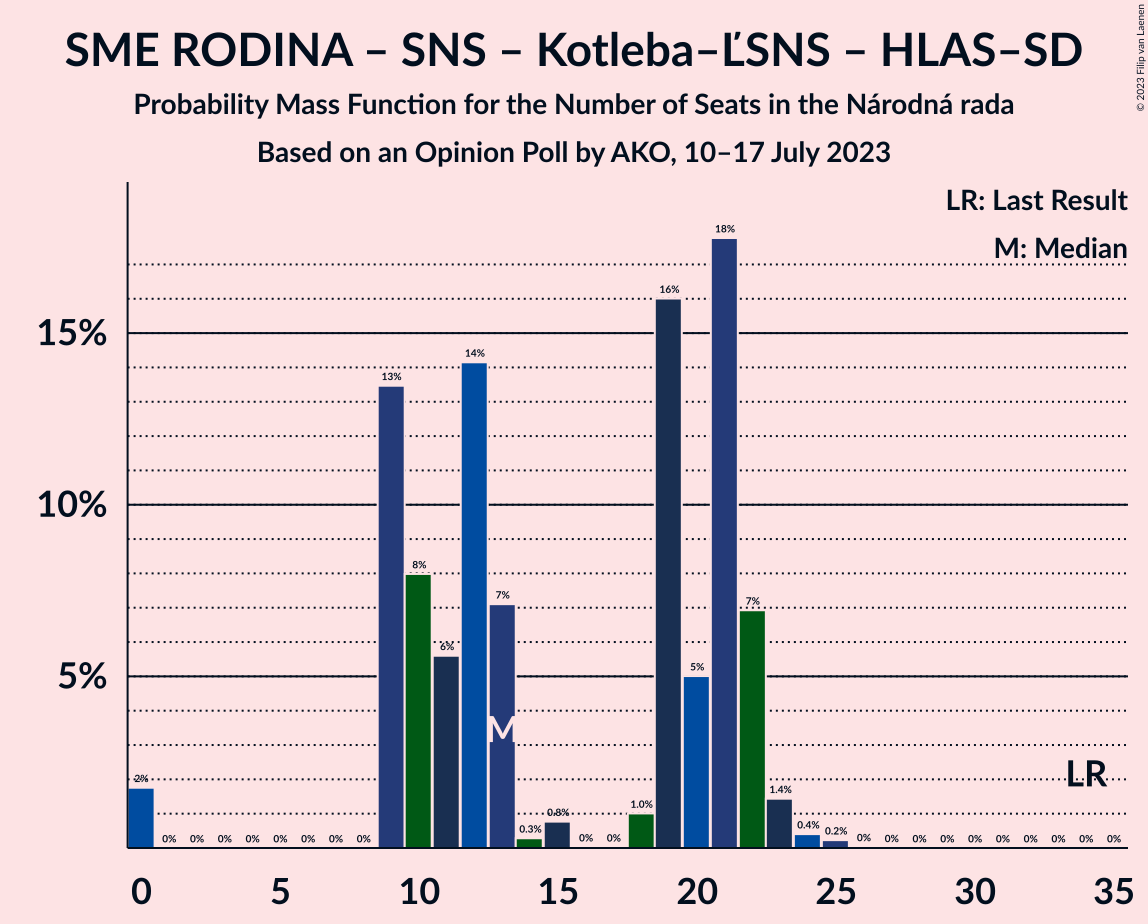 SME RODINA – SNS – Kotleba–ĽSNS – HLAS–SD
Probability Mass Function for the Number of Seats in the Národná rada
Based on an Opinion Poll by AKO, 10–17 July 2023
© 2023 Filip van Laenen
LR: Last Result
M: Median
15%
10%
5%
2% 0% 0% 0% 0% 0% 0% 0% 0% 13% 8% 6% 14% 7% 0.3% 0.8% 0% 0% 1.0% 16% 5% 18% 7% 1.4% 0.4% 0.2% 0% 0% 0% 0% 0% 0% 0% 0% 0% 0%
M
LR
0 5 10 15 20 25 30 35